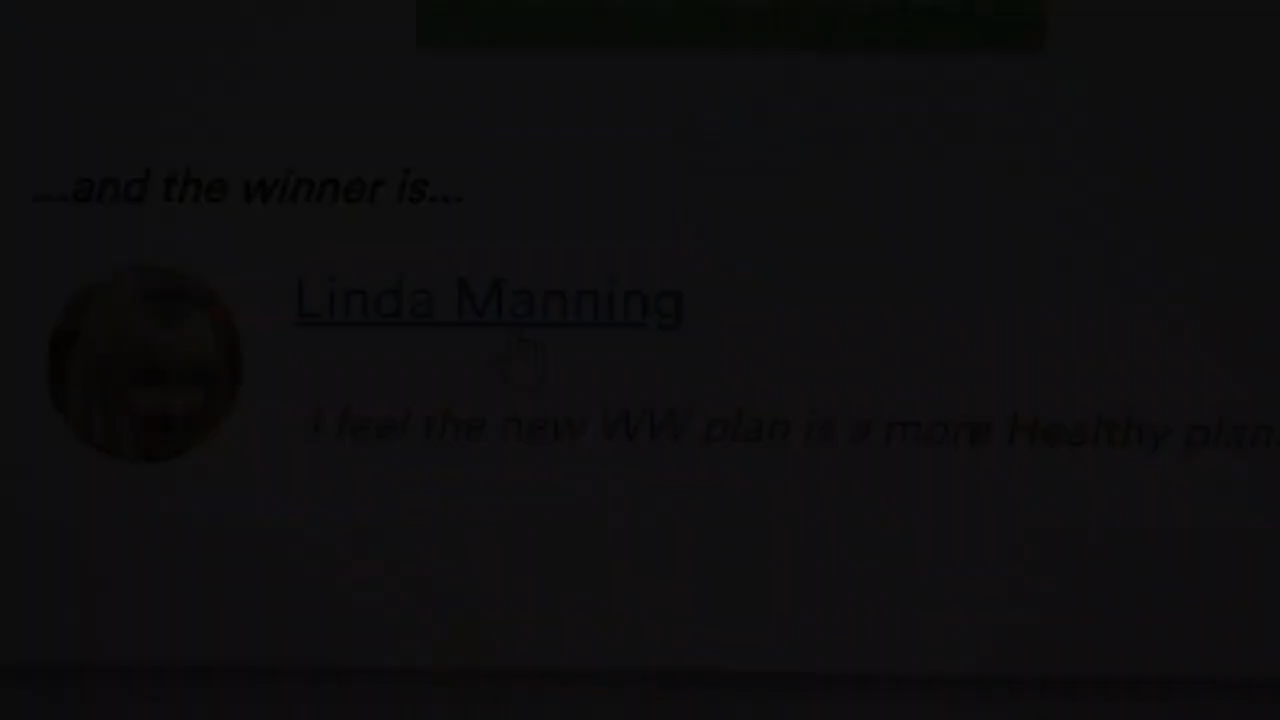 ...and the winner is...
Linda Manning
I feel the new WW plan is a more Healthy plan.